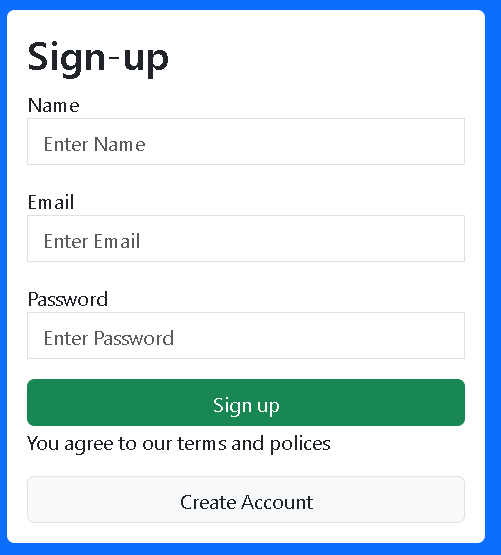 Sign-up
Name
Enter Name
Email
Enter Email
Password
Enter Password
Sign up
You agree to our terms and polices
Create Account